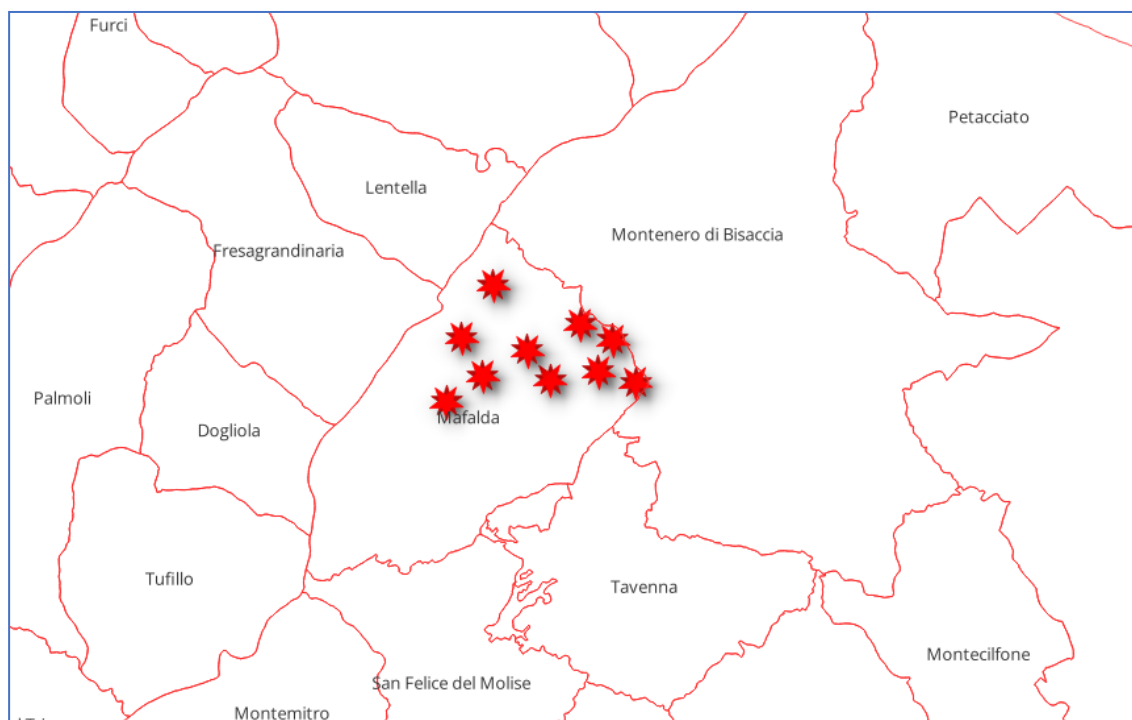 Furci
Petacciato
Lentella
Montenero di Bisaccia
Fresagrandinaria
Palmoli
Mafalda
Dogliola
Tufillo
Tavenna
Montecilfone
San Felice del Molise
Montemitro